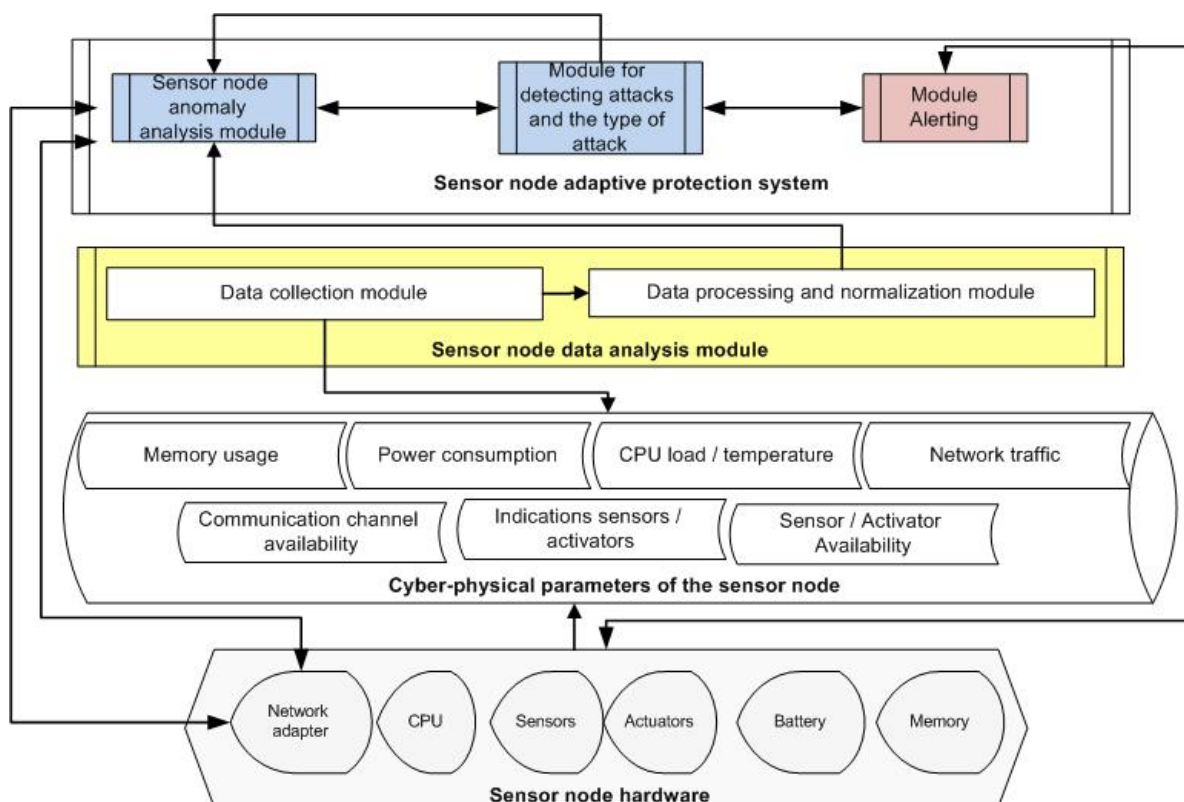 Sensor node
anomaly
analysis module
Module for
detecting attacks
and the type of
attack
Module
Alerting
Sensor node adaptive protection system
Data collection module
Data processing and normalization module
Sensor node data analysis module
Memory usage
Power consumption
CPU load / temperature
Network traffic
Communication channel
availability
Indications sensors /
activators
Sensor / Activator
Availability
Cyber-physical parameters of the sensor node
Network
adapter
CPU
Sensors
Actuators
Battery
Memory
Sensor node hardware